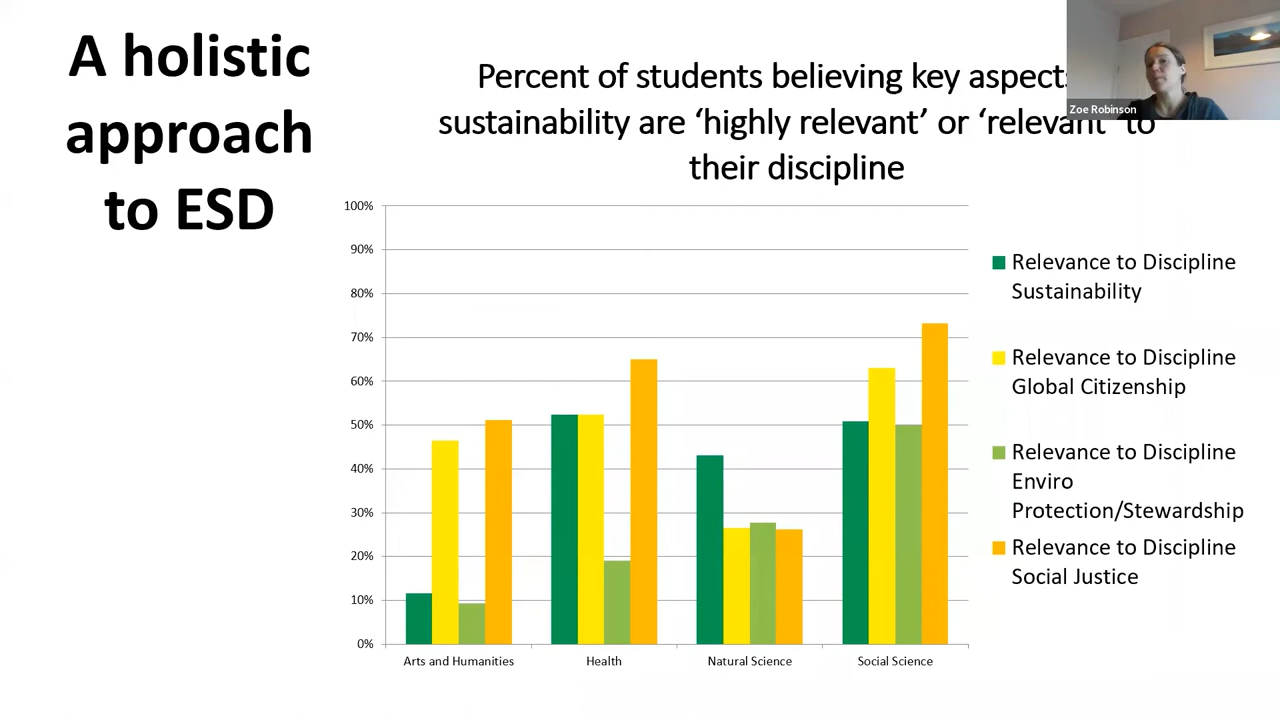 A holistic
approach
to ESD
Percent of students believing key aspects
sustainability are ‘highly relevant’ or ‘relevant’ to
their discipline
Zoe Robinson
100%
90%
80%
70%
60%
50%
40%
30%
20%
10%
0%
Arts and Humanities
Health
Natural Science
Social Science
Relevance to Discipline
Sustainability
Relevance to Discipline
Global Citizenship
Relevance to Discipline
Enviro
Protection/Stewardship
Relevance to Discipline
Social Justice